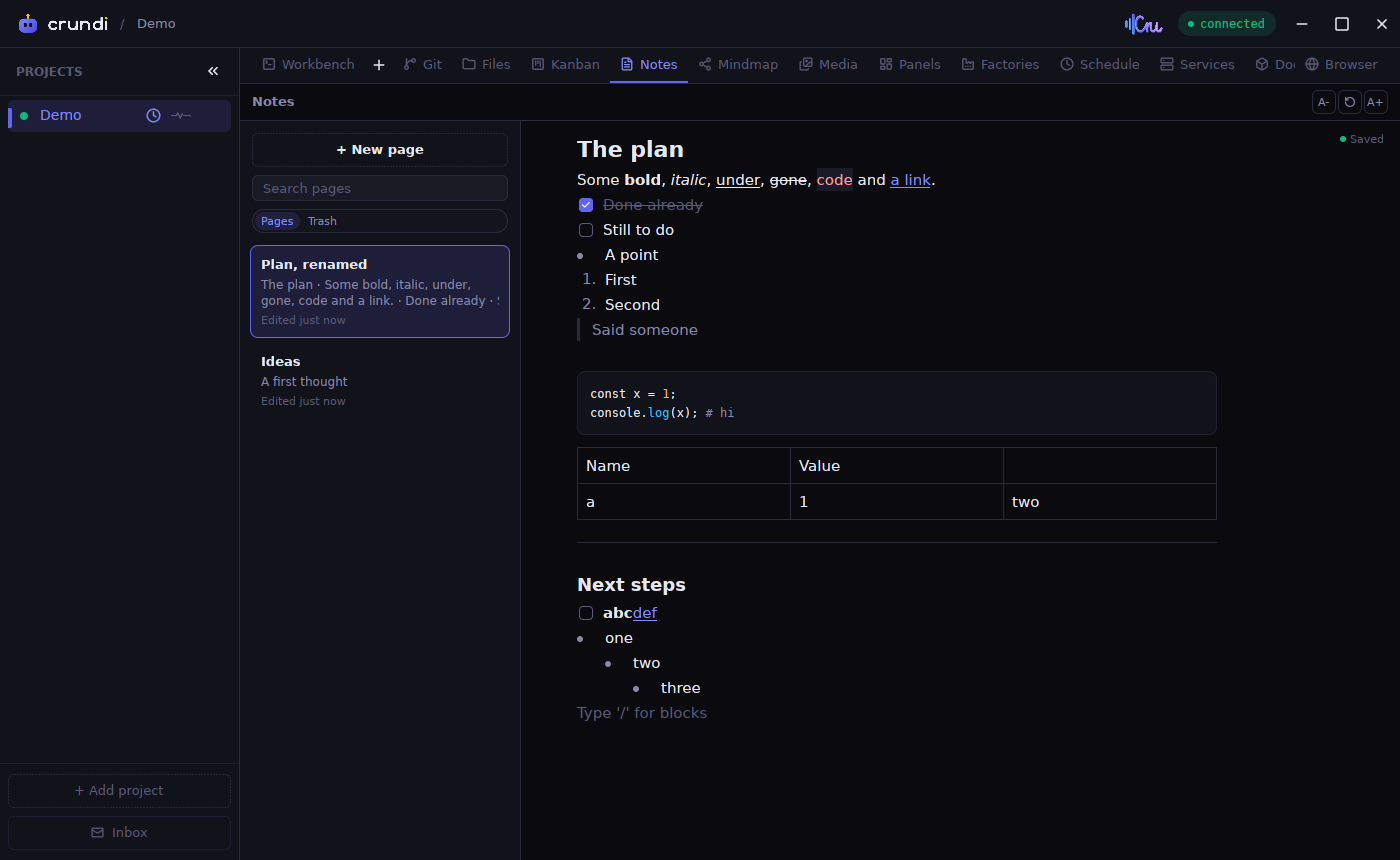 crundi / Demo
Cru
connected
PROJECTS
Workbench
Git
Files
Kanban
Notes
Mindmap
Media
Panels
Factories
Schedule
Services
Browser
Demo
Notes
A-
A+
+ New page
Search pages
Pages Trash
Plan, renamed
The plan · Some bold, italic, under,
gone, code and a link. · Done already ·
Edited just now
Ideas
A first thought
Edited just now
Saved
The plan
Some bold, italic, under, gone, code and a link.
Done already
Still to do
• A point
1. First
2. Second
Said someone
const x = 1;
console.log(x); # hi
Name Value
a 1 two
Next steps
abcdef
• one
• two
• three
Type '/' for blocks
+ Add project
Inbox